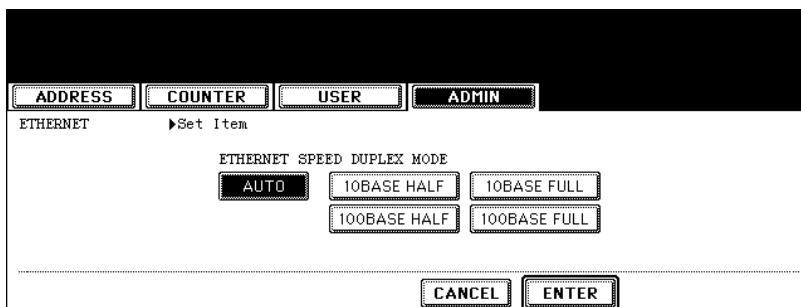 ADDRESS COUNTER USER ADMIN
ETHERNET ▶Set Item
ETHERNET SPEED DUPLEX MODE
AUTO 10BASE HALF 10BASE FULL
100BASE HALF 100BASE FULL
CANCEL ENTER